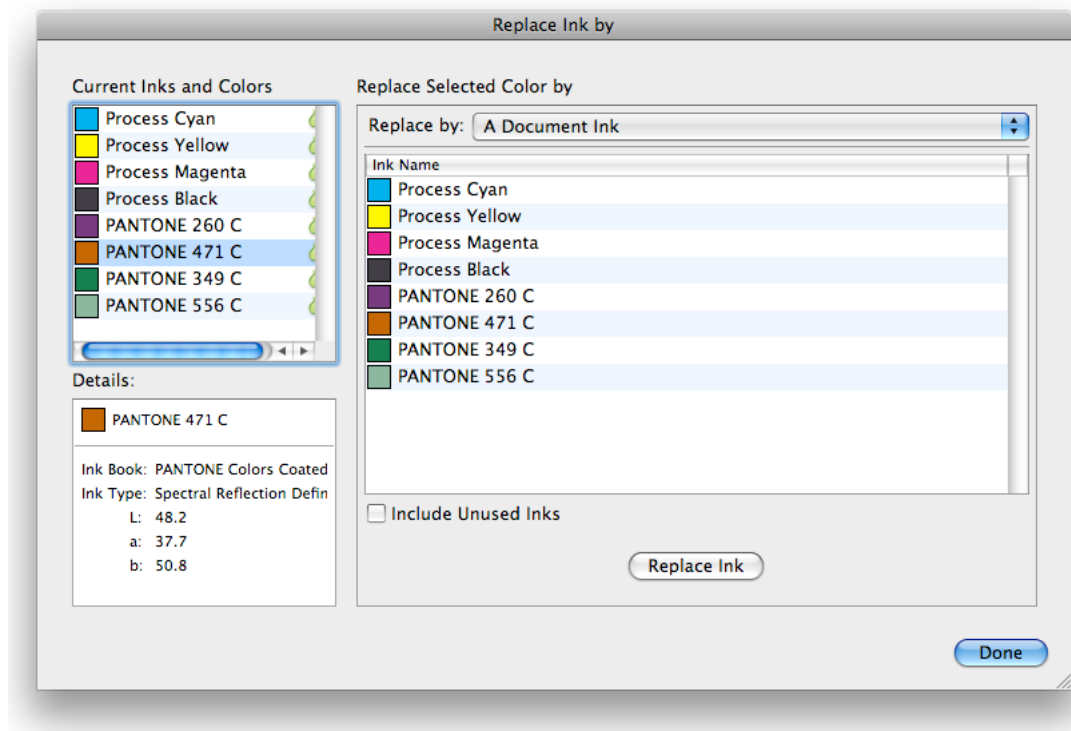 Replace Ink by
Current Inks and Colors
Process Cyan
Process Yellow
Process Magenta
Process Black
PANTONE 260 C
PANTONE 471 C
PANTONE 349 C
PANTONE 556 C
Details:
PANTONE 471 C
Ink Book: PANTONE Colors Coated
Ink Type: Spectral Reflection Defin
L: 48.2
a: 37.7
b: 50.8
Replace Selected Color by
Replace by: A Document Ink
Ink Name
Process Cyan
Process Yellow
Process Magenta
Process Black
PANTONE 260 C
PANTONE 471 C
PANTONE 349 C
PANTONE 556 C
Include Unused Inks
Replace Ink
Done